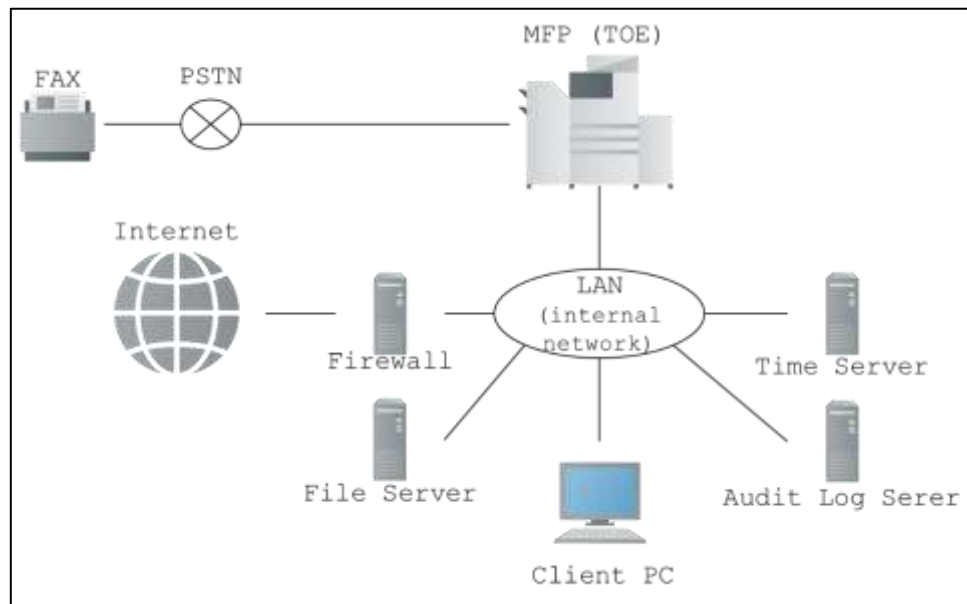 MFP (TOE)
FAX
PSTN
Internet
LAN
(internal
network)
Firewall
Time Server
File Server
Audit Log Serer
Client PC